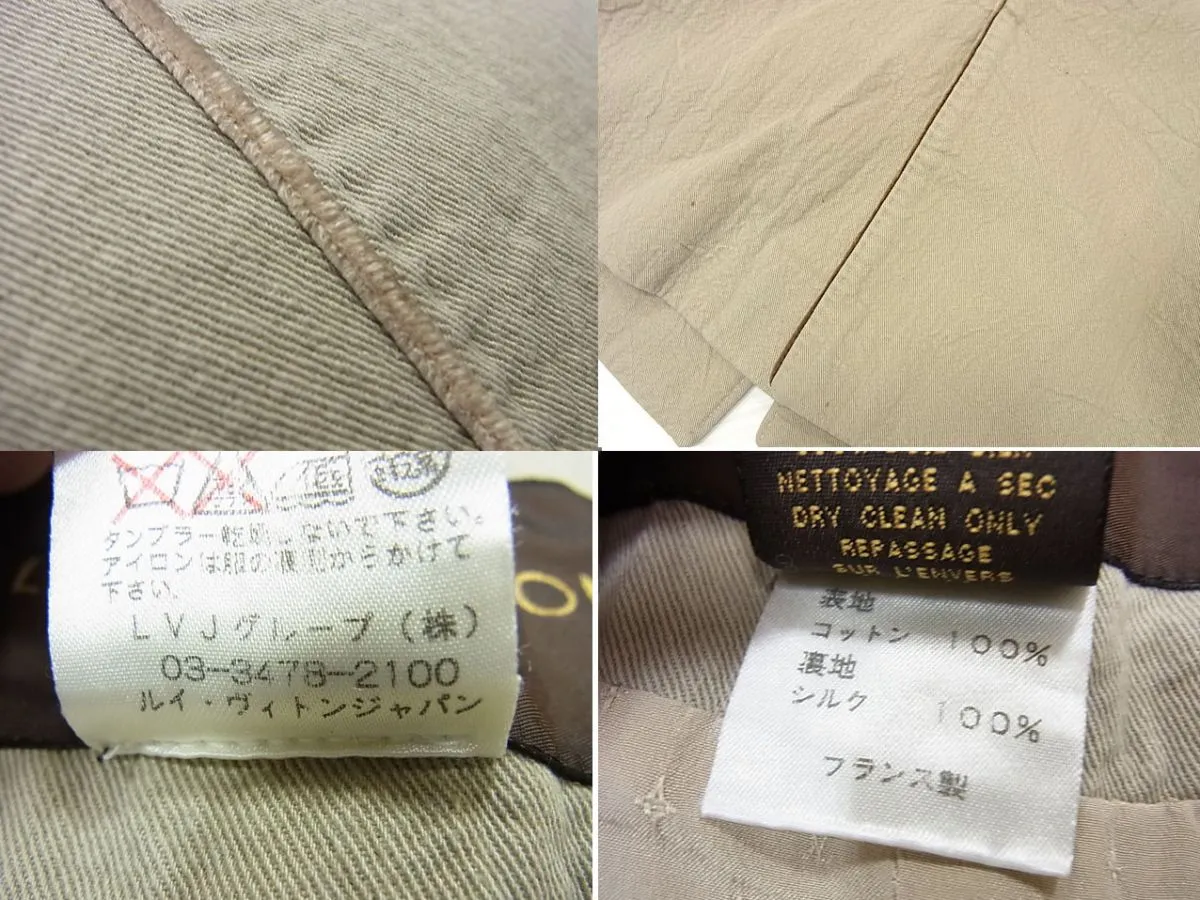 タンブラー乾燥しないで下さい。
アイロンは服の裏側からかけて
下さい。
LVJグループ(株)
03-3478-2100
ルイ・ヴィトンジャパン
NETTOYAGE A SEC
DRY CLEAN ONLY
REPASSAGE
SUR L'ENVERS
表地
コットン 100%
裏地
シルク 100%
フランス製